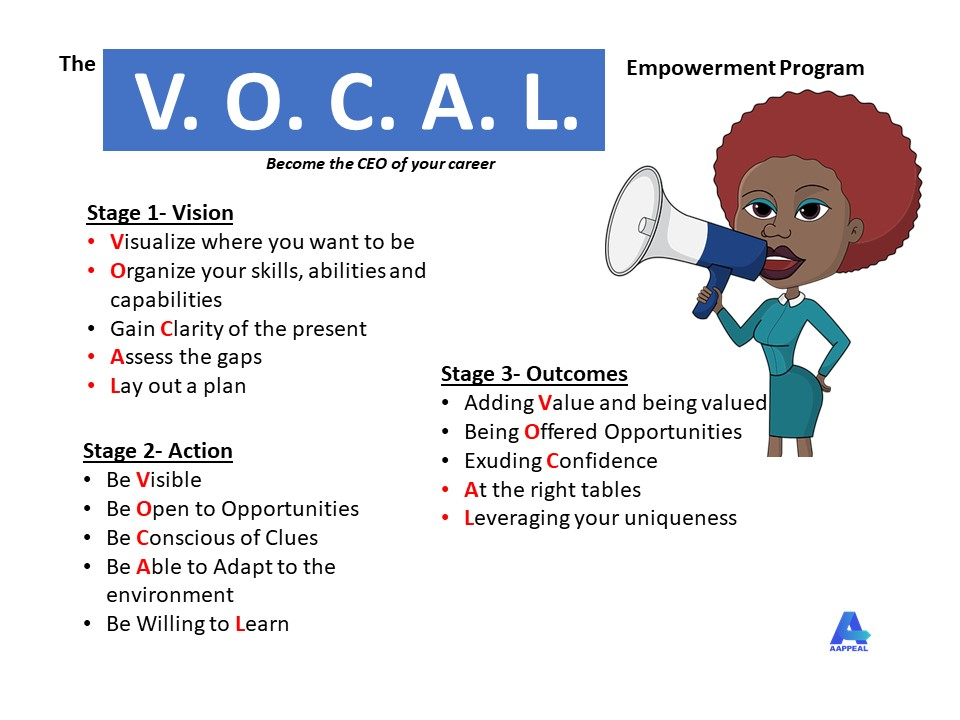 The
V. O. C. A. L.
Empowerment Program
Become the CEO of your career
Stage 1- Vision
• Visualize where you want to be
• Organize your skills, abilities and
capabilities
• Gain Clarity of the present
• Assess the gaps
• Lay out a plan
Stage 2- Action
• Be Visible
• Be Open to Opportunities
• Be Conscious of Clues
• Be Able to Adapt to the
environment
• Be Willing to Learn
Stage 3- Outcomes
• Adding Value and being valued
• Being Offered Opportunities
• Exuding Confidence
• At the right tables
• Leveraging your uniqueness
AAPPEAL